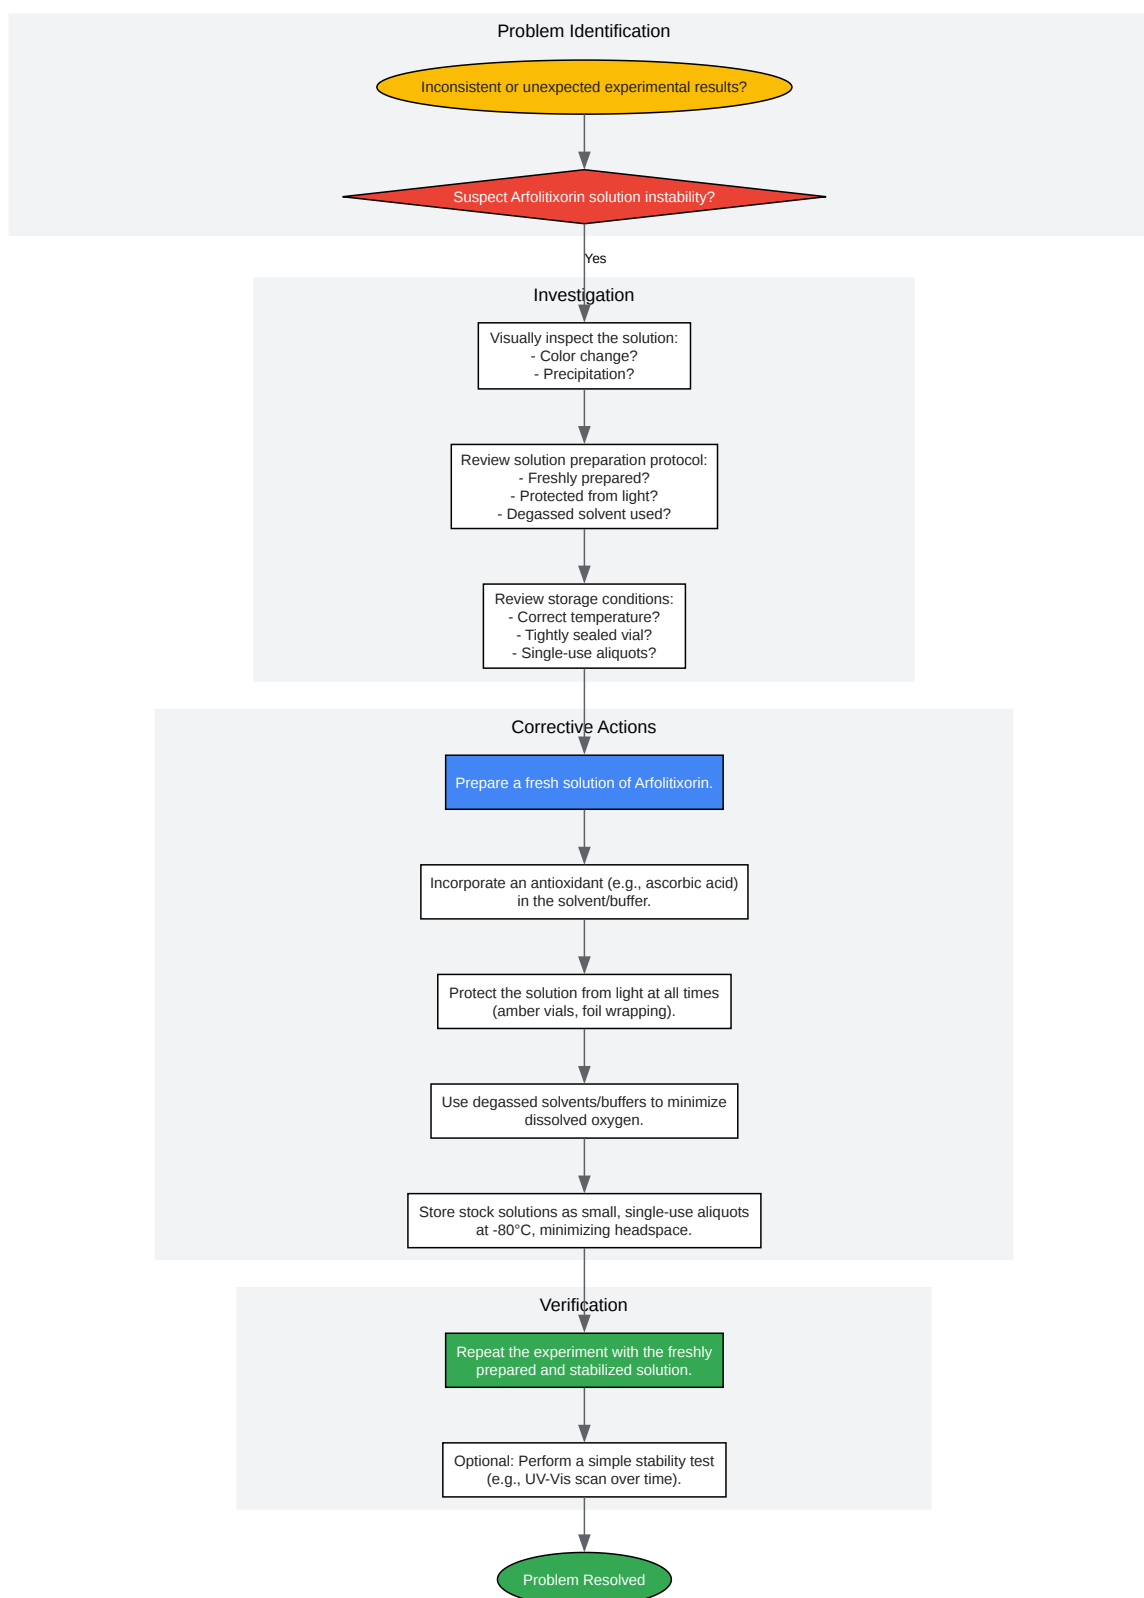 Problem Identification
Inconsistent or unexpected experimental results?
Suspect Arfolitixorin solution instability?
Yes
Investigation
Visually inspect the solution:
- Color change?
- Precipitation?
Review solution preparation protocol:
- Freshly prepared?
- Protected from light?
- Degassed solvent used?
Review storage conditions:
- Correct temperature?
- Tightly sealed vial?
- Single-use aliquots?
Corrective Actions
Prepare a fresh solution of Arfolitixorin.
Incorporate an antioxidant (e.g., ascorbic acid)
in the solvent/buffer.
Protect the solution from light at all times
(amber vials, foil wrapping).
Use degassed solvents/buffers to minimize
dissolved oxygen.
Store stock solutions as small, single-use aliquots
at -80°C, minimizing headspace.
Verification
Repeat the experiment with the freshly
prepared and stabilized solution.
Optional: Perform a simple stability test
(e.g., UV-Vis scan over time).
Problem Resolved